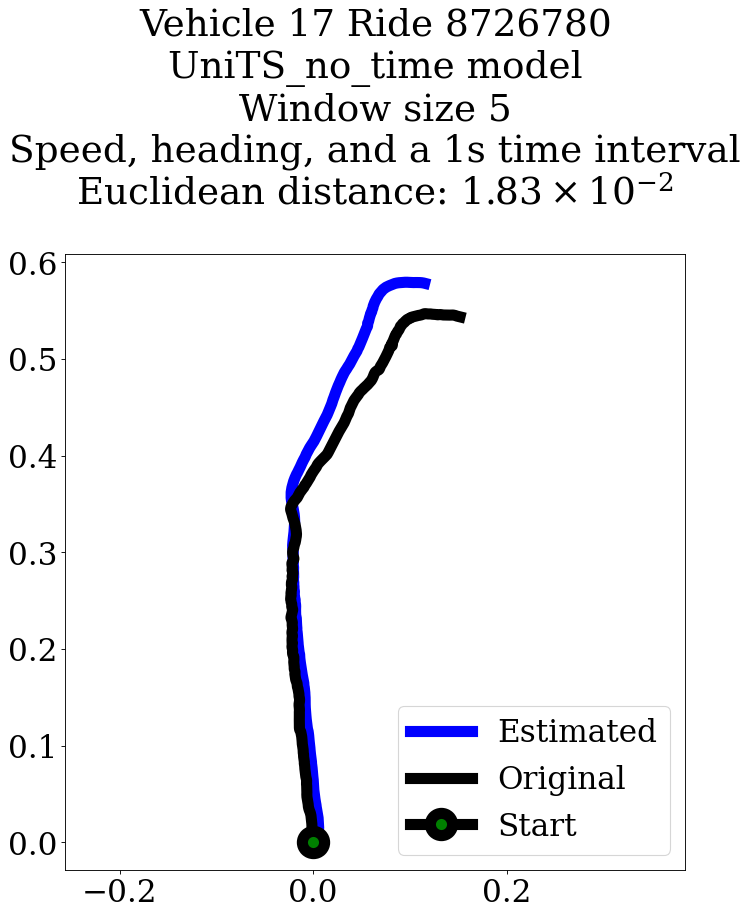 Vehicle 17 Ride 8726780
UniTS_no_time model
Window size 5
Speed, heading, and a 1s time interval
Euclidean distance: 1.83 × 10⁻²
0.6
0.5
0.4
0.3
0.2
0.1
0.0
Estimated
Original
Start
−0.2
0.0
0.2